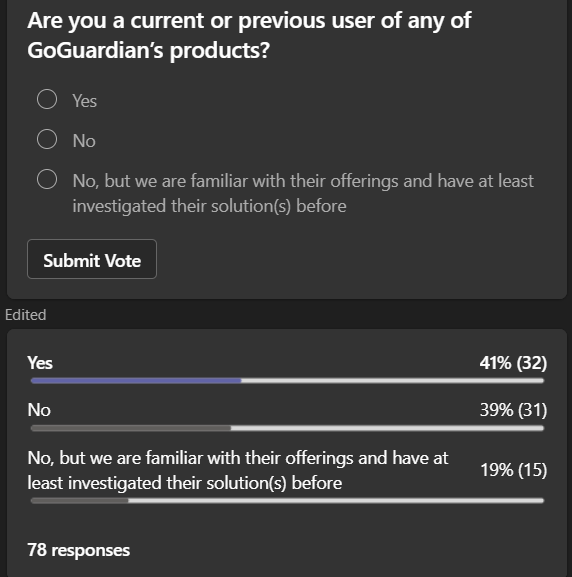 Are you a current or previous user of any of
GoGuardian's products?
Yes
No
No, but we are familiar with their offerings and have at least
investigated their solution(s) before
Submit Vote
Edited
Yes 41% (32)
No 39% (31)
No, but we are familiar with their offerings and have at
least investigated their solution(s) before 19% (15)
78 responses